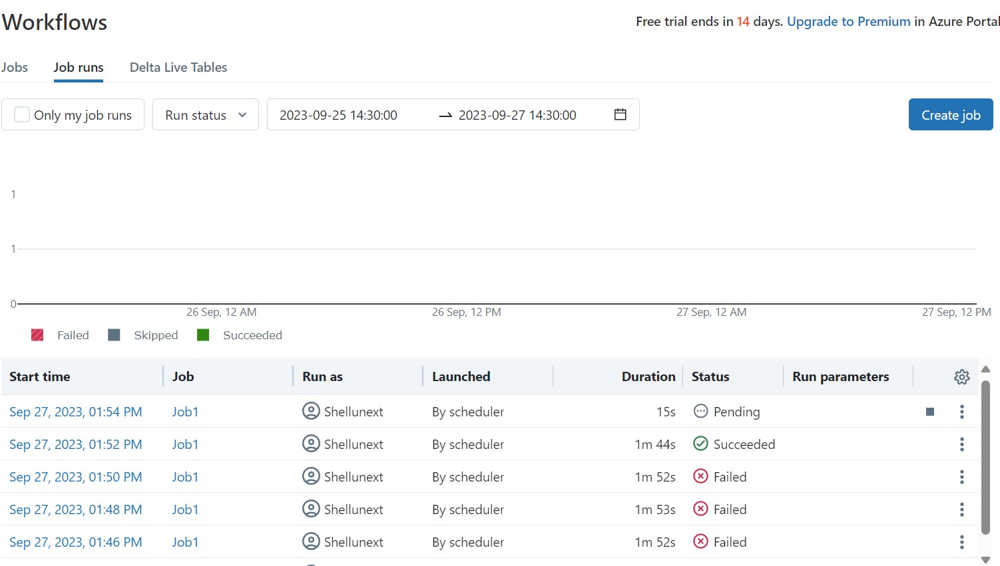 Workflows
Free trial ends in 14 days. Upgrade to Premium in Azure Portal
Jobs Job runs Delta Live Tables
Only my job runs Run status 2023-09-25 14:30:00 → 2023-09-27 14:30:00 Create job
1
1
0
26 Sep, 12 AM 26 Sep, 12 PM 27 Sep, 12 AM 27 Sep, 12 PM
Failed Skipped Succeeded
Start time Job Run as Launched Duration Status Run parameters
Sep 27, 2023, 01:54 PM Job1 Shellunext By scheduler 15s Pending
Sep 27, 2023, 01:52 PM Job1 Shellunext By scheduler 1m 44s Succeeded
Sep 27, 2023, 01:50 PM Job1 Shellunext By scheduler 1m 52s Failed
Sep 27, 2023, 01:48 PM Job1 Shellunext By scheduler 1m 53s Failed
Sep 27, 2023, 01:46 PM Job1 Shellunext By scheduler 1m 52s Failed